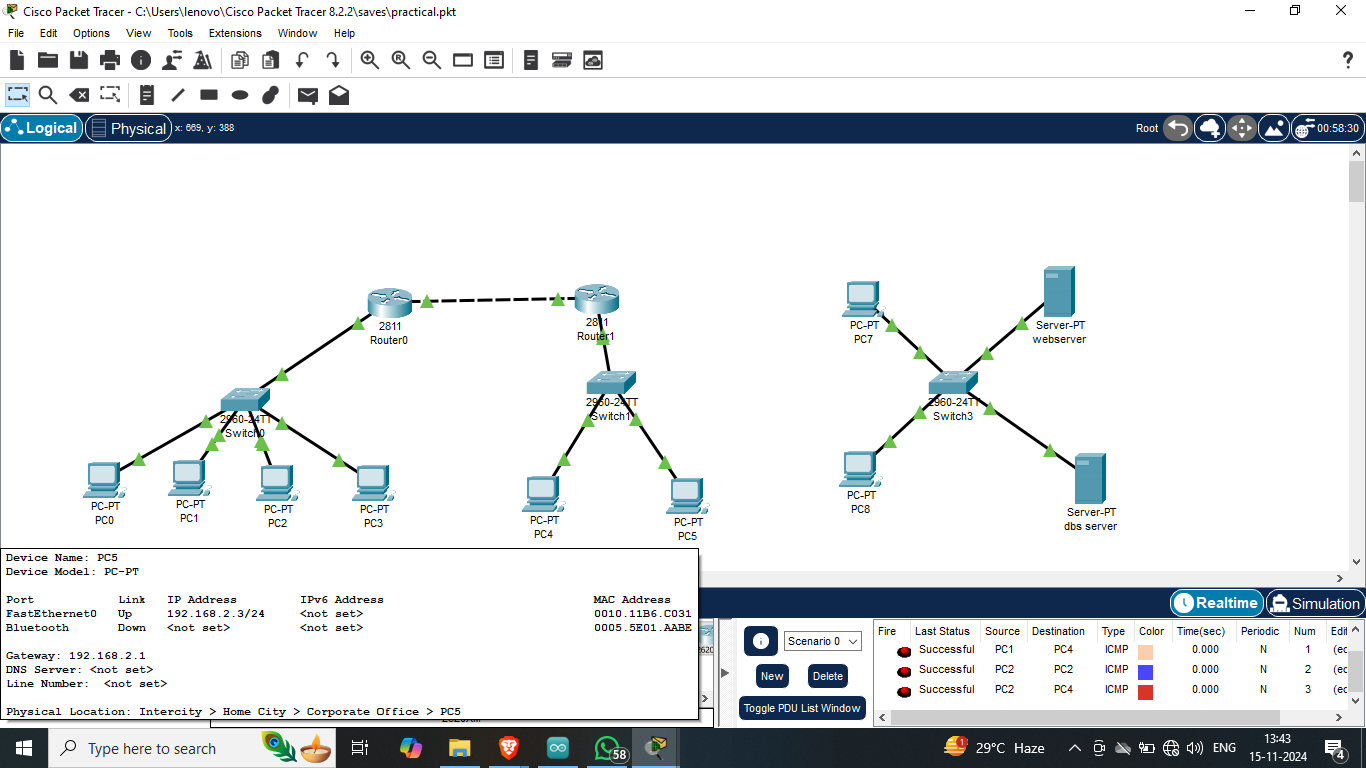 Cisco Packet Tracer - C:\Users\lenovo\Cisco Packet Tracer 8.2.2\saves\practical.pkt
File Edit Options View Tools Extensions Window Help
?
Logical Physical x: 669, y: 388 Root 00:58:30
2811
Router0
2811
Router1
PC-PT
PC7
Server-PT
webserver
2960-24TT
Switch0
2960-24TT
Switch1
2960-24TT
Switch3
PC-PT
PC0
PC-PT
PC1
PC-PT
PC2
PC-PT
PC3
PC-PT
PC4
PC-PT
PC5
PC-PT
PC8
Server-PT
dbs server
Device Name: PC5
Device Model: PC-PT
Port Link IP Address IPv6 Address MAC Address
FastEthernet0 Up 192.168.2.3/24 <not set> 0010.11B6.C031
Bluetooth Down <not set> <not set> 0005.5E01.AABE
Gateway: 192.168.2.1
DNS Server: <not set>
Line Number: <not set>
Physical Location: Intercity > Home City > Corporate Office > PC5
Realtime Simulation
Scenario 0
New Delete
Toggle PDU List Window
Fire Last Status Source Destination Type Color Time(sec) Periodic Num Edi
Successful PC1 PC4 ICMP 0.000 N 1 (ec
Successful PC2 PC2 ICMP 0.000 N 2 (ec
Successful PC2 PC4 ICMP 0.000 N 3 (ec
Type here to search
58
1
29°C Haze
ENG
13:43
15-11-2024
4